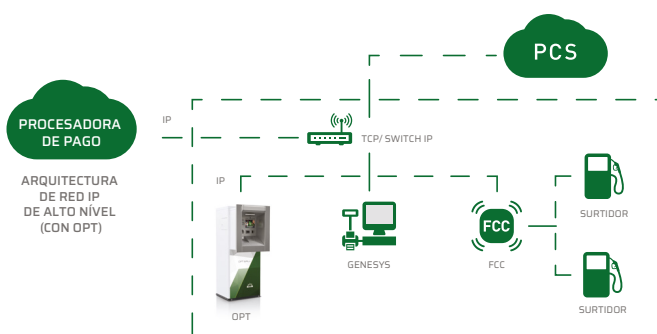 PCS
PROCESADORA
DE PAGO
IP
TCP/ SWITCH IP
ARQUITECTURA
DE RED IP
DE ALTO NÍVEL
(CON OPT)
IP
FCC
SURTIDOR
GENESYS
FCC
OPT
SURTIDOR